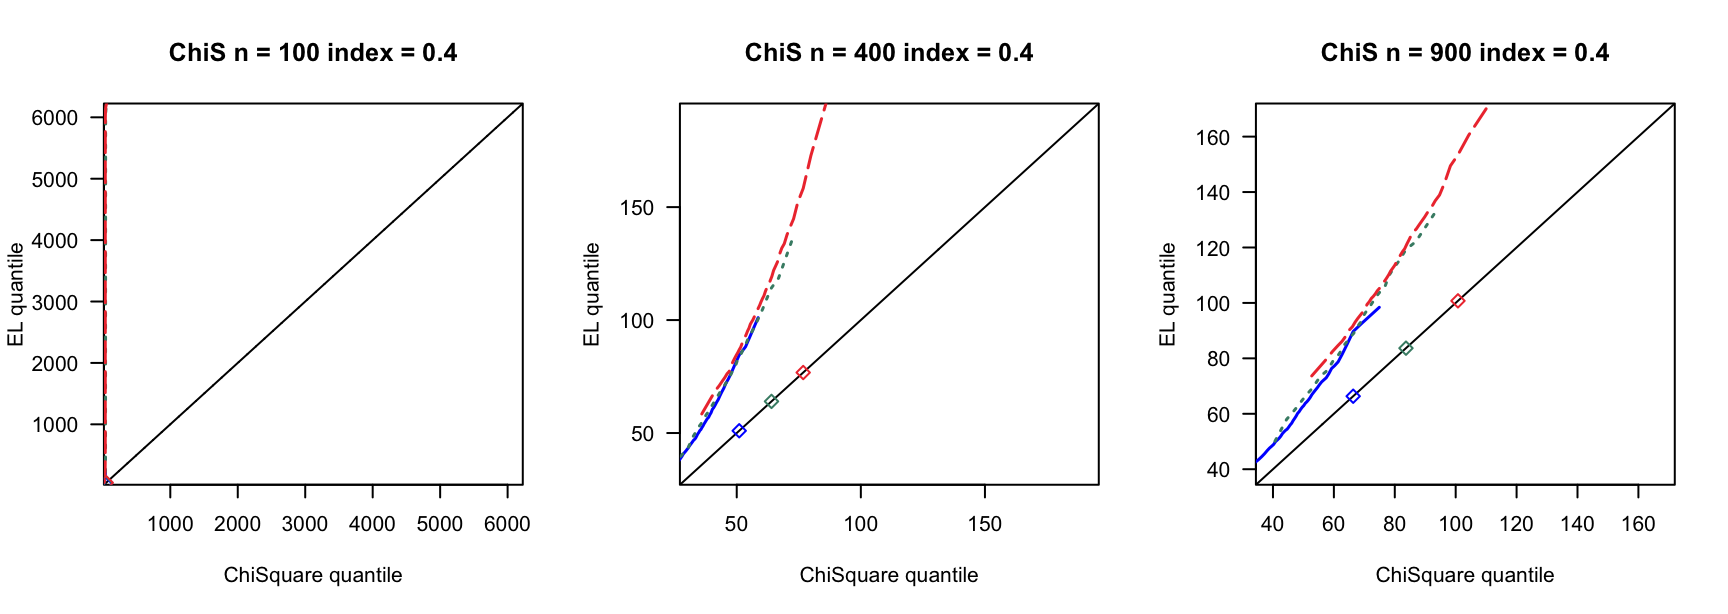 ChiS n = 100 index = 0.4
EL quantile
6000
5000
4000
3000
2000
1000
1000 2000 3000 4000 5000 6000
ChiSquare quantile
ChiS n = 400 index = 0.4
EL quantile
150
100
50
50 100 150
ChiSquare quantile
ChiS n = 900 index = 0.4
EL quantile
160
140
120
100
80
60
40
40 60 80 100 120 140 160
ChiSquare quantile